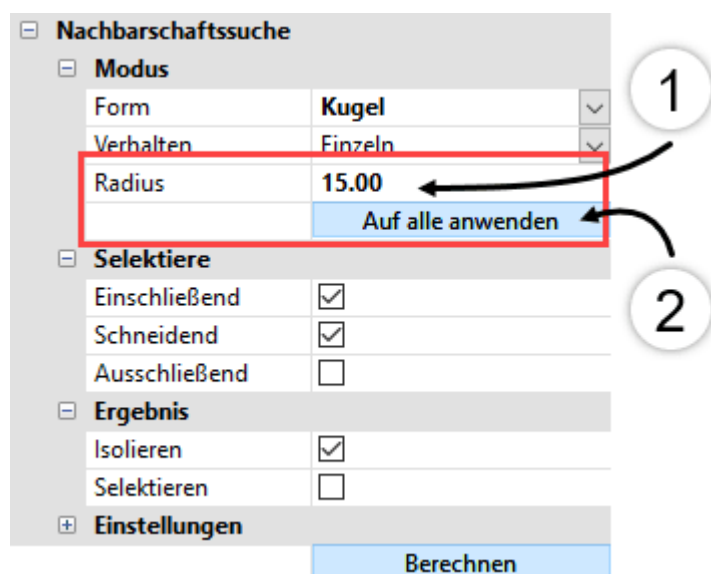 Nachbarschaftssuche
Modus
Form Kugel
1
Verhalten Einzeln
Radius 15.00
Auf alle anwenden
Selektiere
Einschließend
2
Schneidend
Ausschließend
Ergebnis
Isolieren
Selektieren
Einstellungen
Berechnen